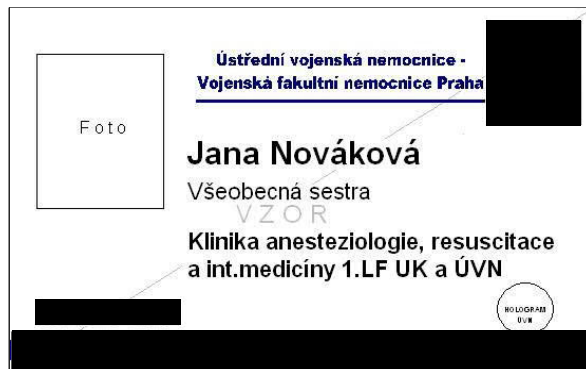 Ústřední vojenská nemocnice -
Vojenská fakultní nemocnice Praha
Foto
Jana Nováková
Všeobecná sestra
VZOR
Klinika anesteziologie, resuscitace
a int.medicíny 1.LF UK a ÚVN
HOLOGRAM
ÚVN